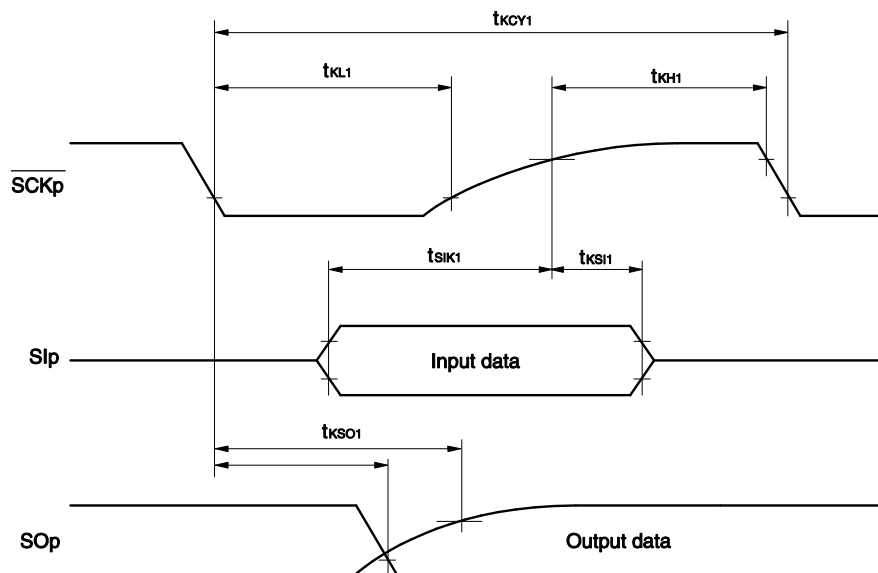 tKCY1
tKL1
tKH1
SCKp
tSIK1
tKSI1
SIp
Input data
tKSO1
SOp
Output data